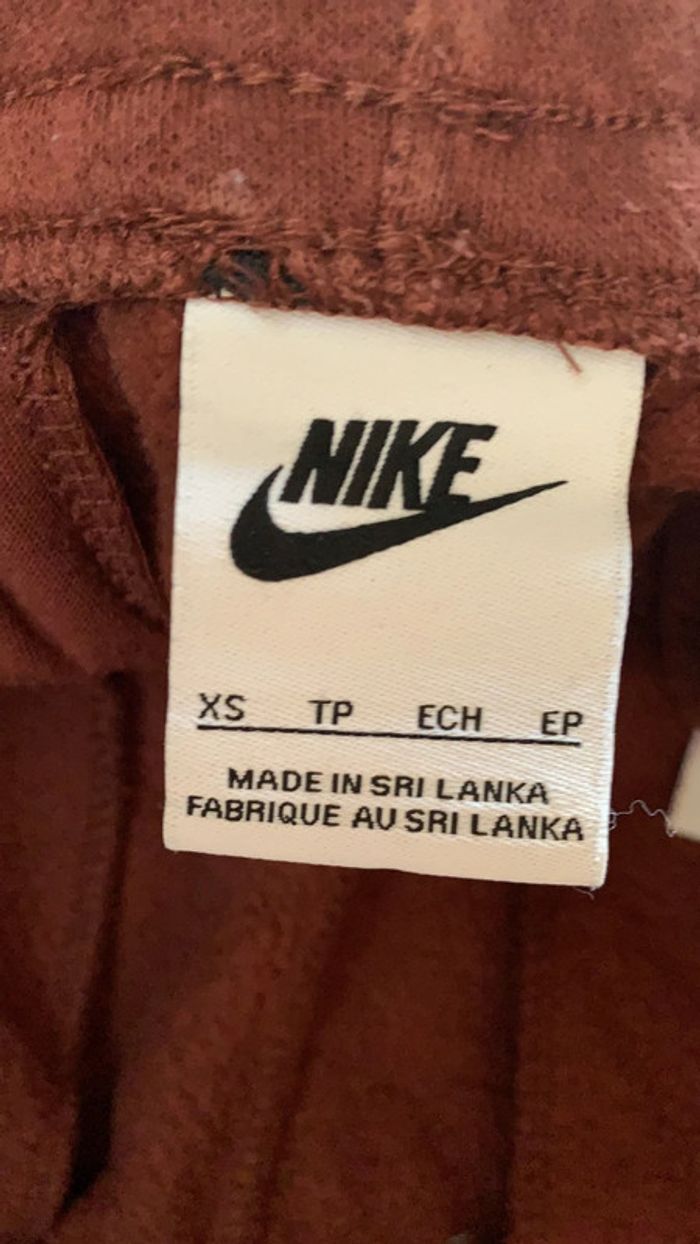 NIKE
XS TP ECH EP
MADE IN SRI LANKA
FABRIQUE AU SRI LANKA